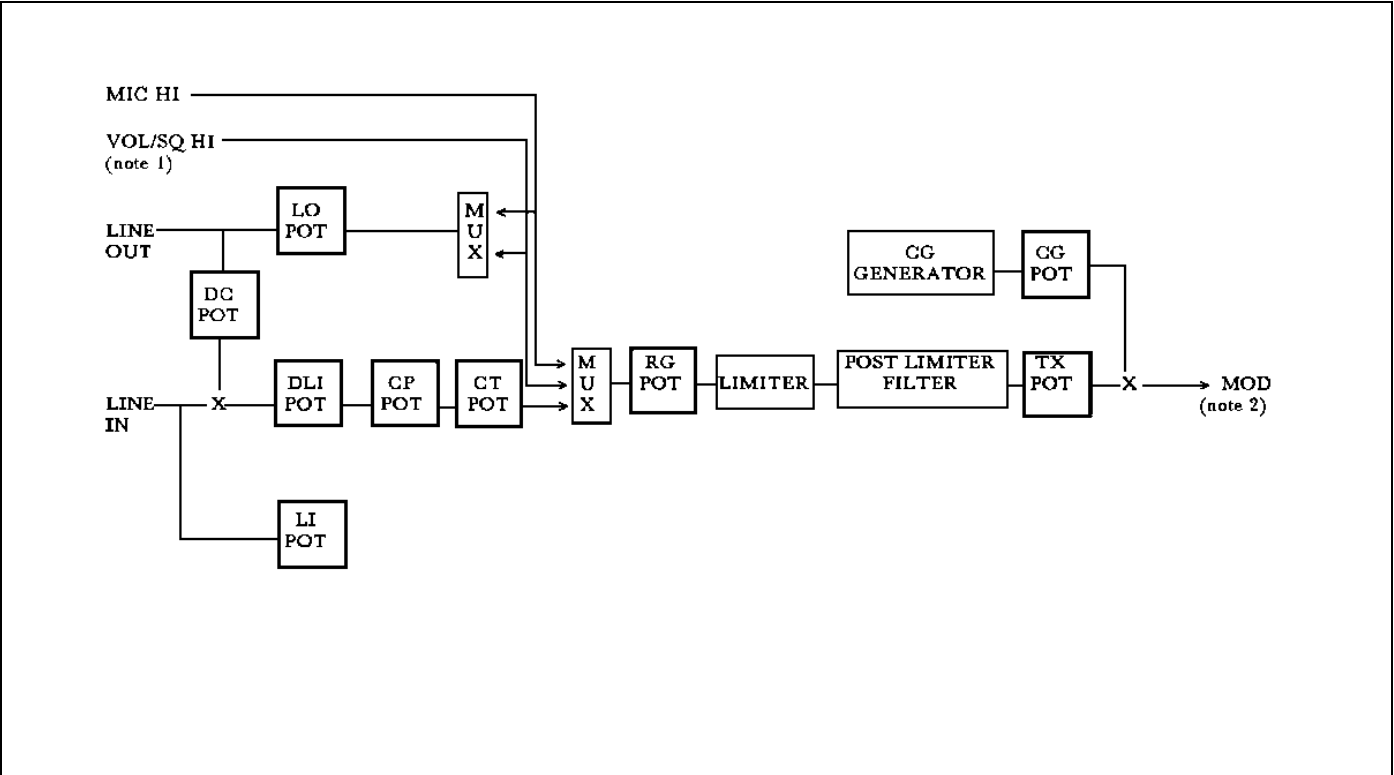 MIC HI
VOL/SQ HI
(note 1)
LO
POT
M
U
X
LINE
OUT
CG
GENERATOR
CG
POT
DC
POT
LINE
IN
X
DLI
POT
CP
POT
CT
POT
M
U
X
RG
POT
LIMITER
POST LIMITER
FILTER
TX
POT
X
MOD
(note 2)
LI
POT